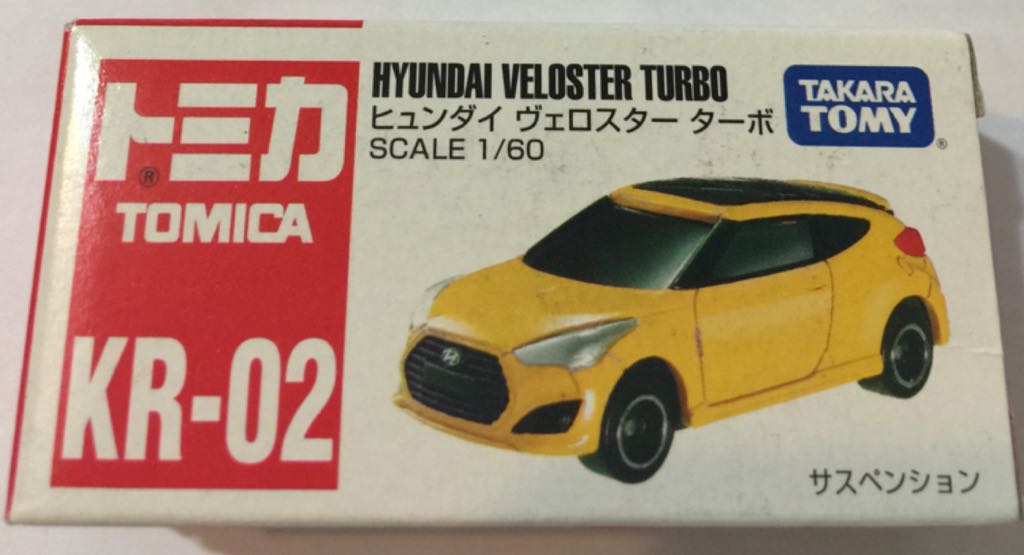 トミカ®
TOMICA
KR-02
HYUNDAI VELOSTER TURBO
ヒュンダイ ヴェロスター ターボ
SCALE 1/60
TAKARA
TOMY®
サスペンション